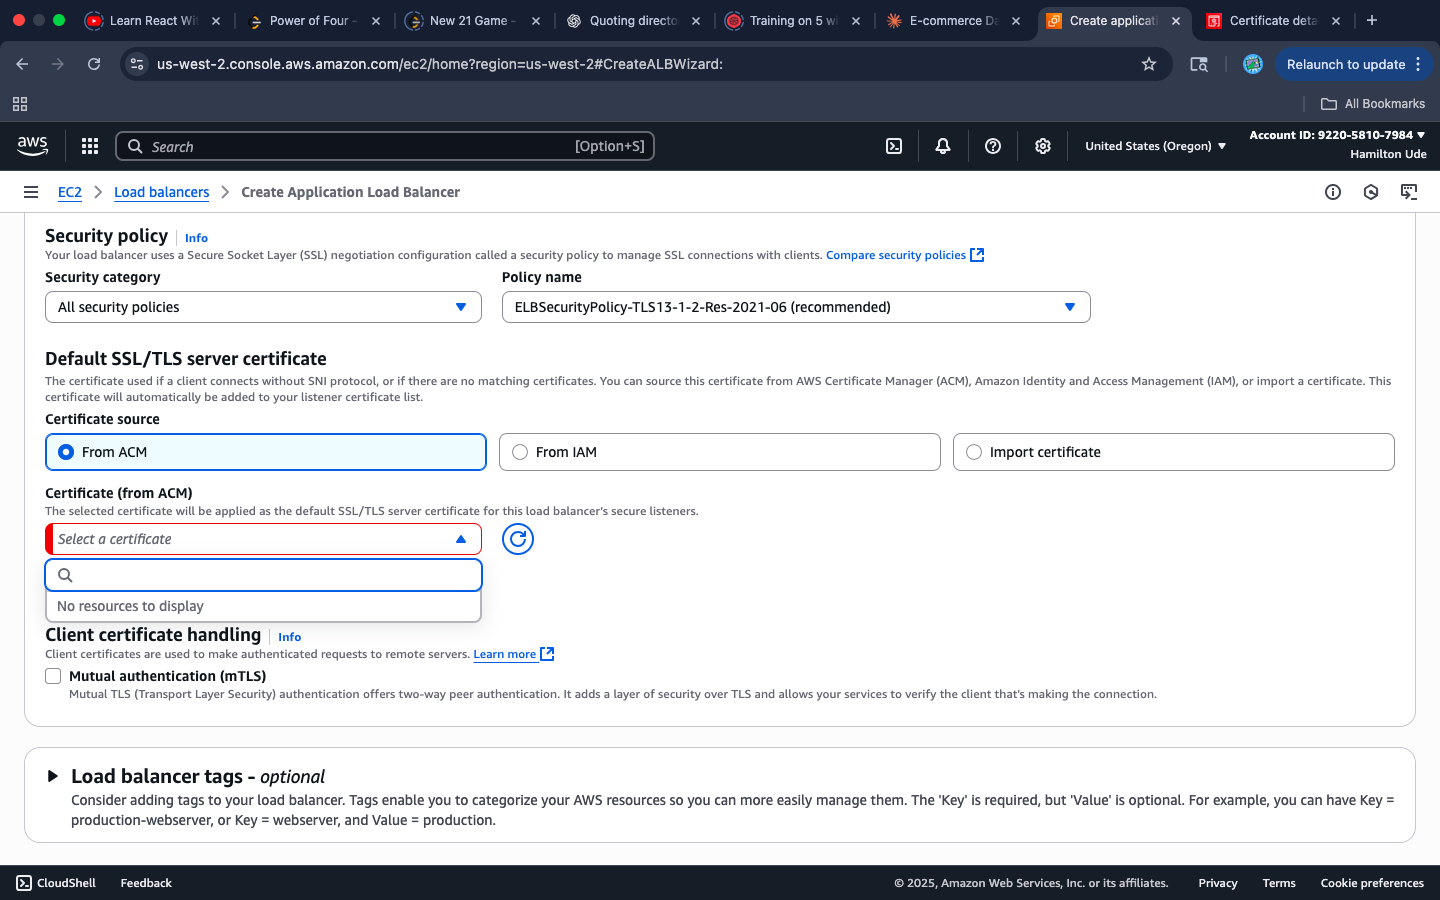 Learn React Wit
Power of Four -
New 21 Game -
Quoting directo
Training on 5 wi
E-commerce Da
Create applicati
Certificate deta
us-west-2.console.aws.amazon.com/ec2/home?region=us-west-2#CreateALBWizard:
Relaunch to update
All Bookmarks
aws
Search
[Option+S]
United States (Oregon)
Account ID: 9220-5810-7984
Hamilton Ude
EC2
Load balancers
Create Application Load Balancer
Security policy
Info
Your load balancer uses a Secure Socket Layer (SSL) negotiation configuration called a security policy to manage SSL connections with clients. Compare security policies
Security category
Policy name
All security policies
ELBSecurityPolicy-TLS13-1-2-Res-2021-06 (recommended)
Default SSL/TLS server certificate
The certificate used if a client connects without SNI protocol, or if there are no matching certificates. You can source this certificate from AWS Certificate Manager (ACM), Amazon Identity and Access Management (IAM), or import a certificate. This
certificate will automatically be added to your listener certificate list.
Certificate source
From ACM
From IAM
Import certificate
Certificate (from ACM)
The selected certificate will be applied as the default SSL/TLS server certificate for this load balancer's secure listeners.
Select a certificate
No resources to display
Client certificate handling
Info
Client certificates are used to make authenticated requests to remote servers. Learn more
Mutual authentication (mTLS)
Mutual TLS (Transport Layer Security) authentication offers two-way peer authentication. It adds a layer of security over TLS and allows your services to verify the client that's making the connection.
Load balancer tags - optional
Consider adding tags to your load balancer. Tags enable you to categorize your AWS resources so you can more easily manage them. The 'Key' is required, but 'Value' is optional. For example, you can have Key =
production-webserver, or Key = webserver, and Value = production.
CloudShell
Feedback
© 2025, Amazon Web Services, Inc. or its affiliates.
Privacy
Terms
Cookie preferences